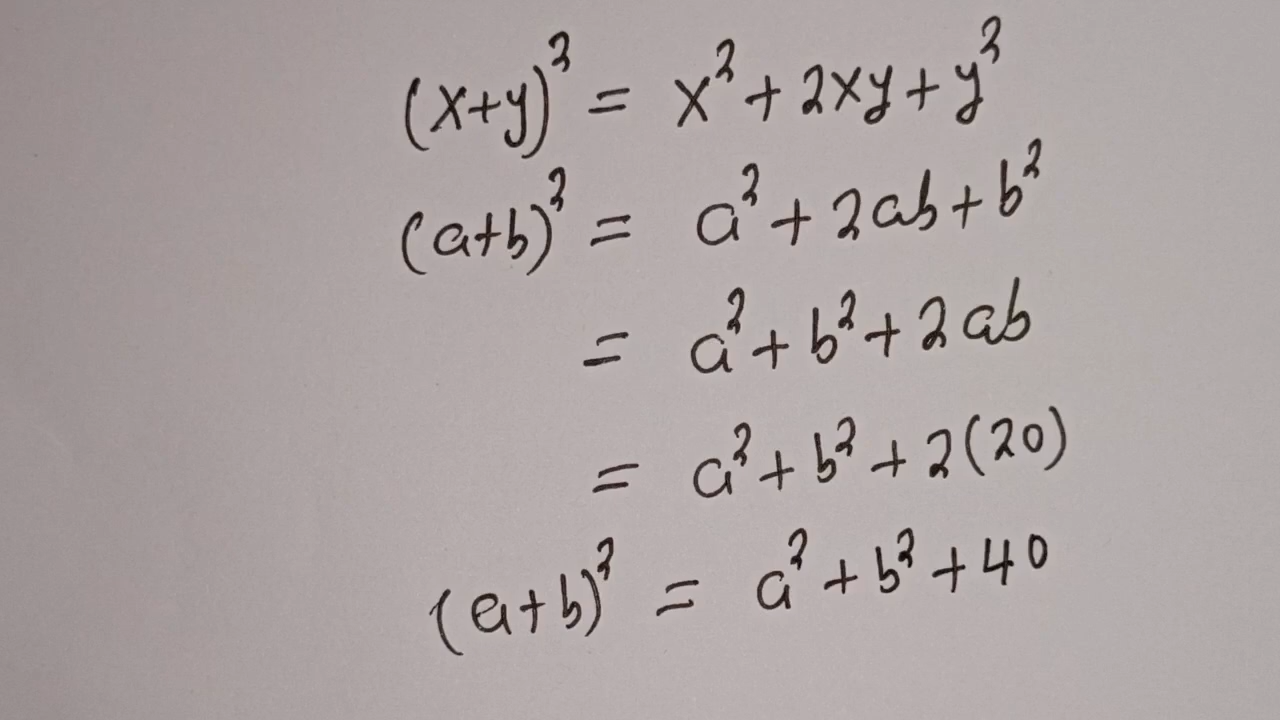 (x+y)² = x² + 2xy + y²
(a+b)² = a² + 2ab + b²
= a² + b² + 2ab
= a² + b² + 2(20)
(a+b)² = a² + b² + 40